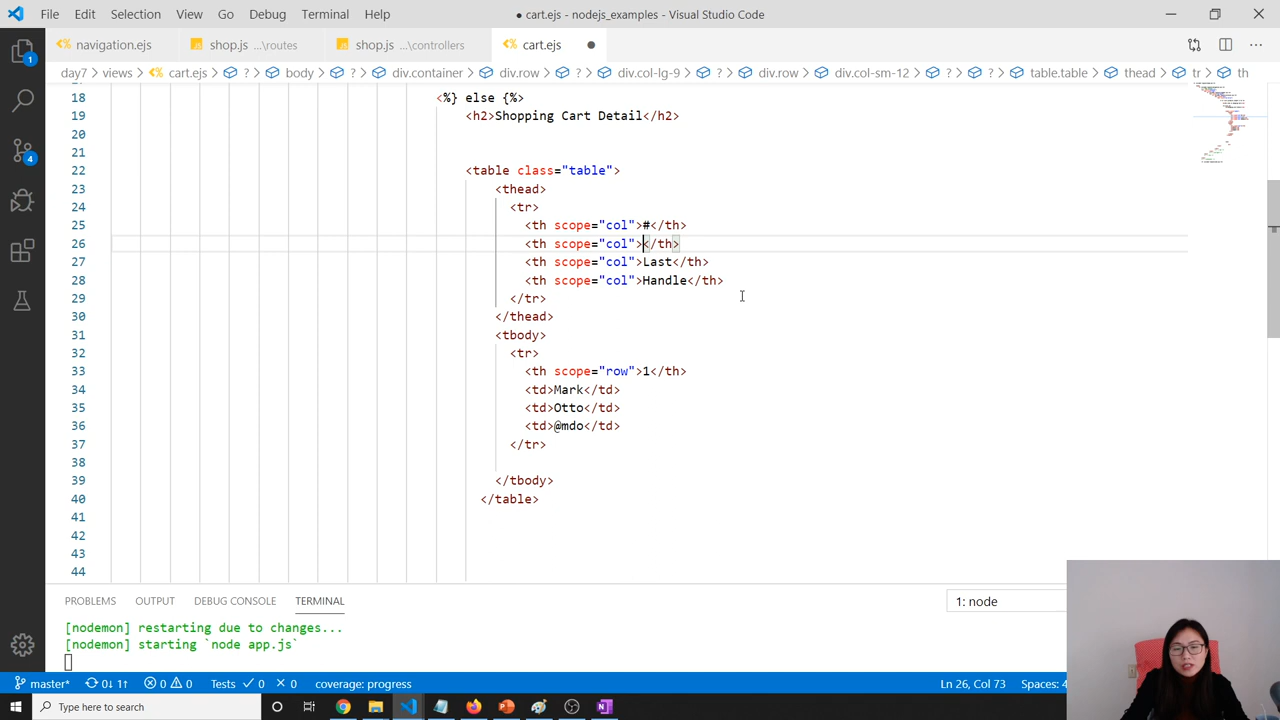 File Edit Selection View Go Debug Terminal Help
● cart.ejs - nodejs_examples - Visual Studio Code
navigation.ejs shop.js ...\routes shop.js ...\controllers cart.ejs
day7 > views > cart.ejs > ? > body > ? > div.container > div.row > ? > div.col-lg-9 > ? > div.row > div.col-sm-12 > ? > ? > table.table > thead > tr > th
18 <%} else {%>
19 <h2>Shopping Cart Detail</h2>
20
21
22 <table class="table">
23 <thead>
24 <tr>
25 <th scope="col">#</th>
26 <th scope="col"></th>
27 <th scope="col">Last</th>
28 <th scope="col">Handle</th>
29 </tr>
30 </thead>
31 <tbody>
32 <tr>
33 <th scope="row">1</th>
34 <td>Mark</td>
35 <td>Otto</td>
36 <td>@mdo</td>
37 </tr>
38
39 </tbody>
40 </table>
41
42
43
44
1
4
PROBLEMS OUTPUT DEBUG CONSOLE TERMINAL 1: node
[nodemon] restarting due to changes...
[nodemon] starting `node app.js`
master* 0↓ 1↑ 0 0 Tests ✓ 0 × 0 coverage: progress Ln 26, Col 73 Spaces: 4
Type here to search